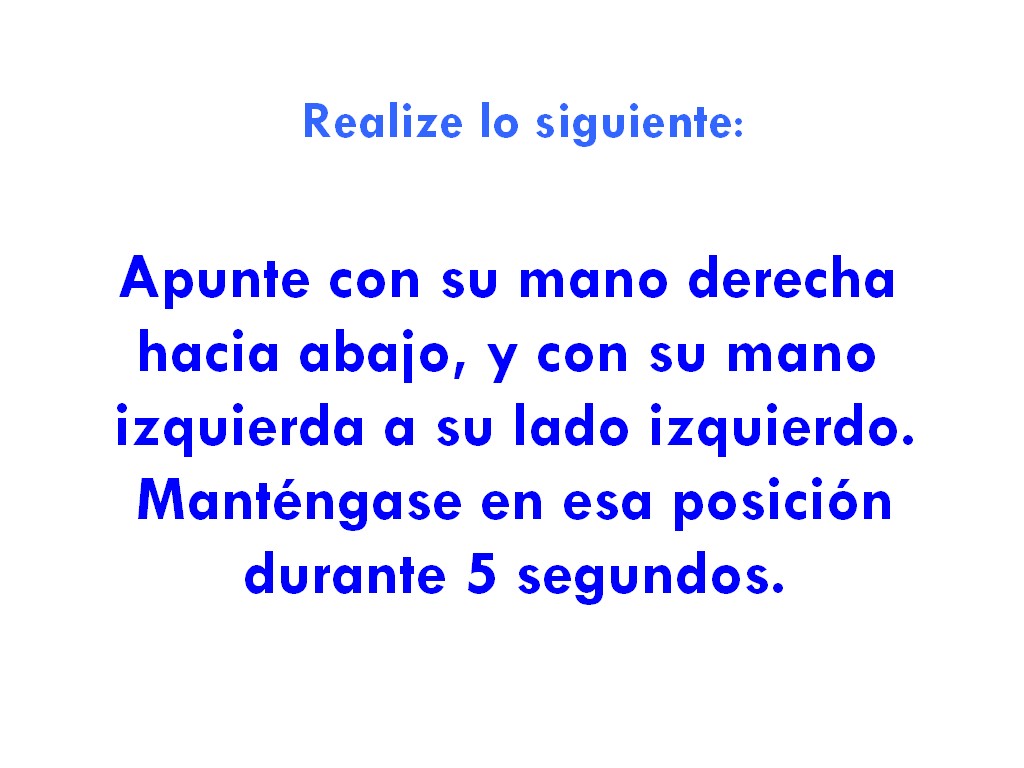 Realize lo siguiente:
Apunte con su mano derecha
hacia abajo, y con su mano
izquierda a su lado izquierdo.
Manténgase en esa posición
durante 5 segundos.